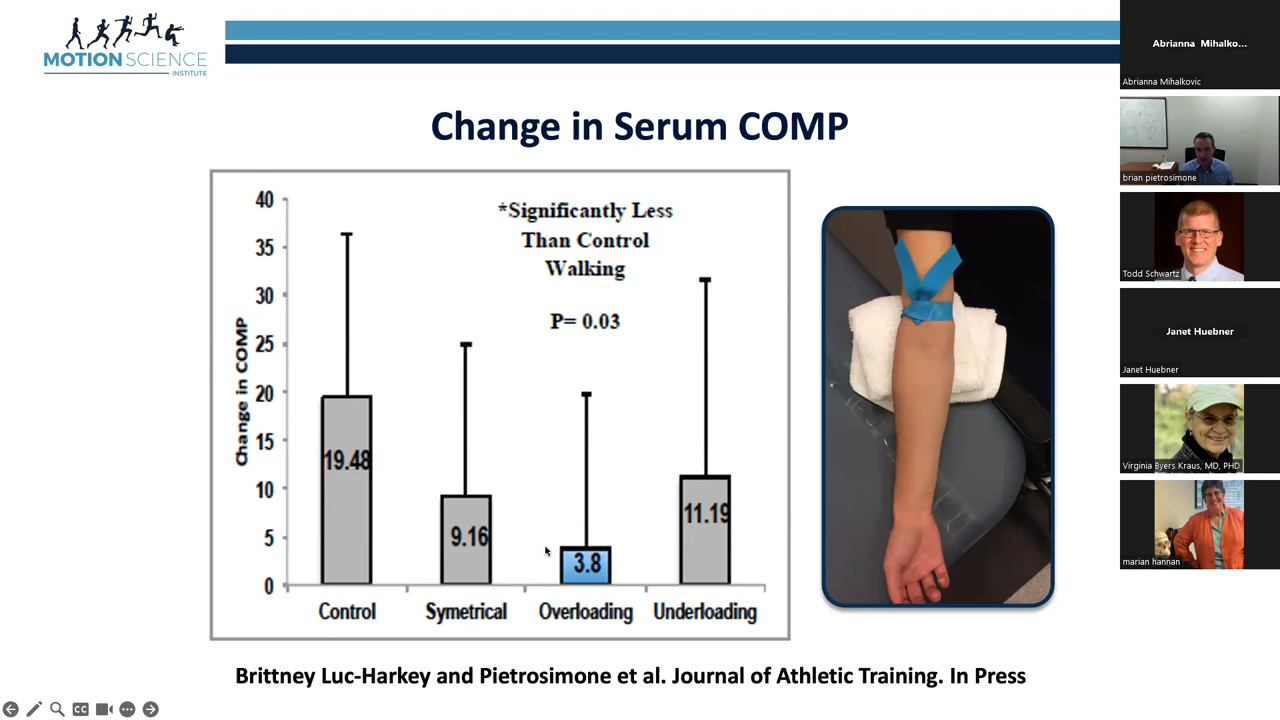 MOTION SCIENCE
INSTITUTE
Change in Serum COMP
*Significantly Less
Than Control
Walking
P= 0.03
Change in COMP
40
35
30
25
20
15
10
5
0
19.48
9.16
3.8
11.19
Control Symetrical Overloading Underloading
Brittney Luc-Harkey and Pietrosimone et al. Journal of Athletic Training. In Press
CC
Abrianna Mihalko...
Abrianna Mihalkovic
brian pietrosimone
Todd Schwartz
Janet Huebner
Janet Huebner
Virginia Byers Kraus, MD, PHD
marian hannan